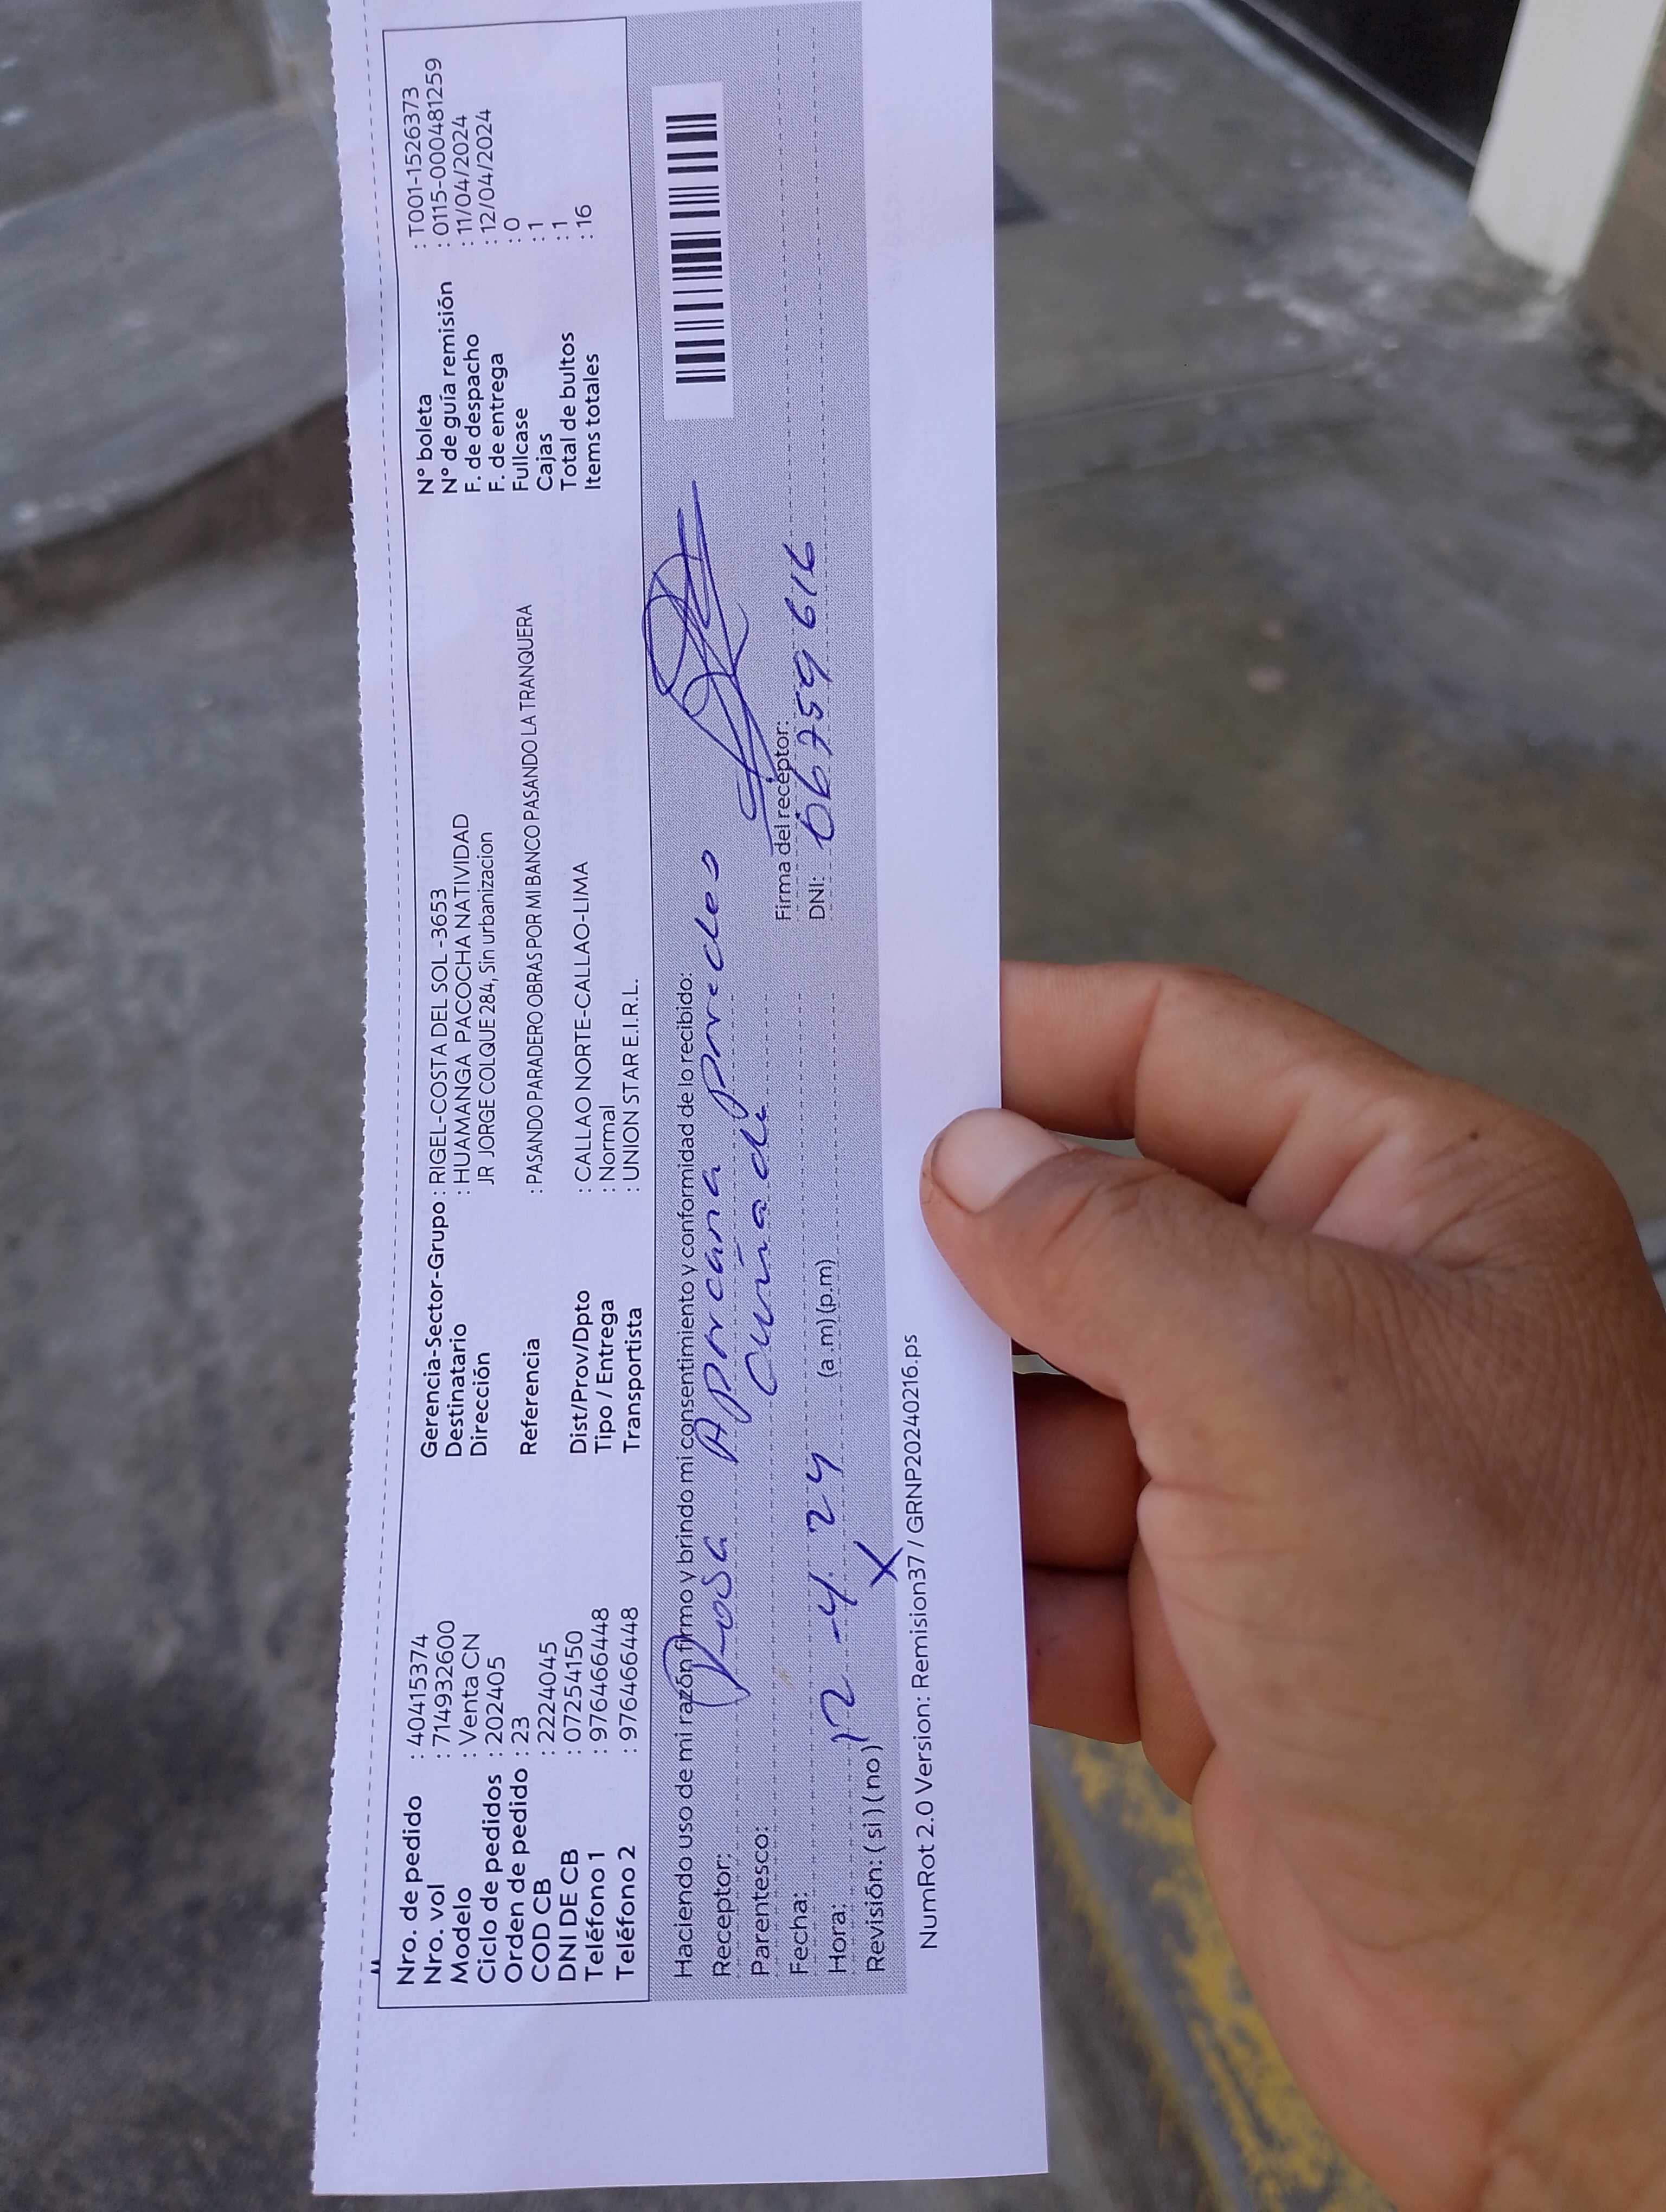 Nro. de pedido : 40415374
Nro. vol : 714932600
Modelo : Venta CN
Ciclo de pedidos : 202405
Orden de pedido : 23
COD CB : 2224045
DNI DE CB : 07254150
Teléfono 1 : 976466448
Teléfono 2 : 976466448
Gerencia-Sector-Grupo : RIGEL-COSTA DEL SOL -3653
Destinatario : HUAMANGA PACOCHA NATIVIDAD
Dirección JR JORGE COLQUE 284, Sin urbanizacion
Referencia : PASANDO PARADERO OBRAS POR MI BANCO PASANDO LA TRANQUERA
Dist/Prov/Dpto : CALLAO NORTE-CALLAO-LIMA
Tipo / Entrega : Normal
Transportista : UNION STAR E.I.R.L.
N° boleta : T001-1526373
N° de guía remisión : 0115-0000481259
F. de despacho : 11/04/2024
F. de entrega : 12/04/2024
Fullcase : 0
Cajas : 1
Total de bultos : 1
Items totales : 16
Haciendo uso de mi razón firmo y brindo mi consentimiento y conformidad de lo recibido:
Receptor: Rosa
Parentesco: Cuñada
Fecha: 12-4. 24
Hora: (a.m) (p.m)
Revisión: ( si ) ( no ) X
Firma del receptor:
DNI: 06759616
NumRot 2.0 Version: Remision37 / GRNP20240216.ps